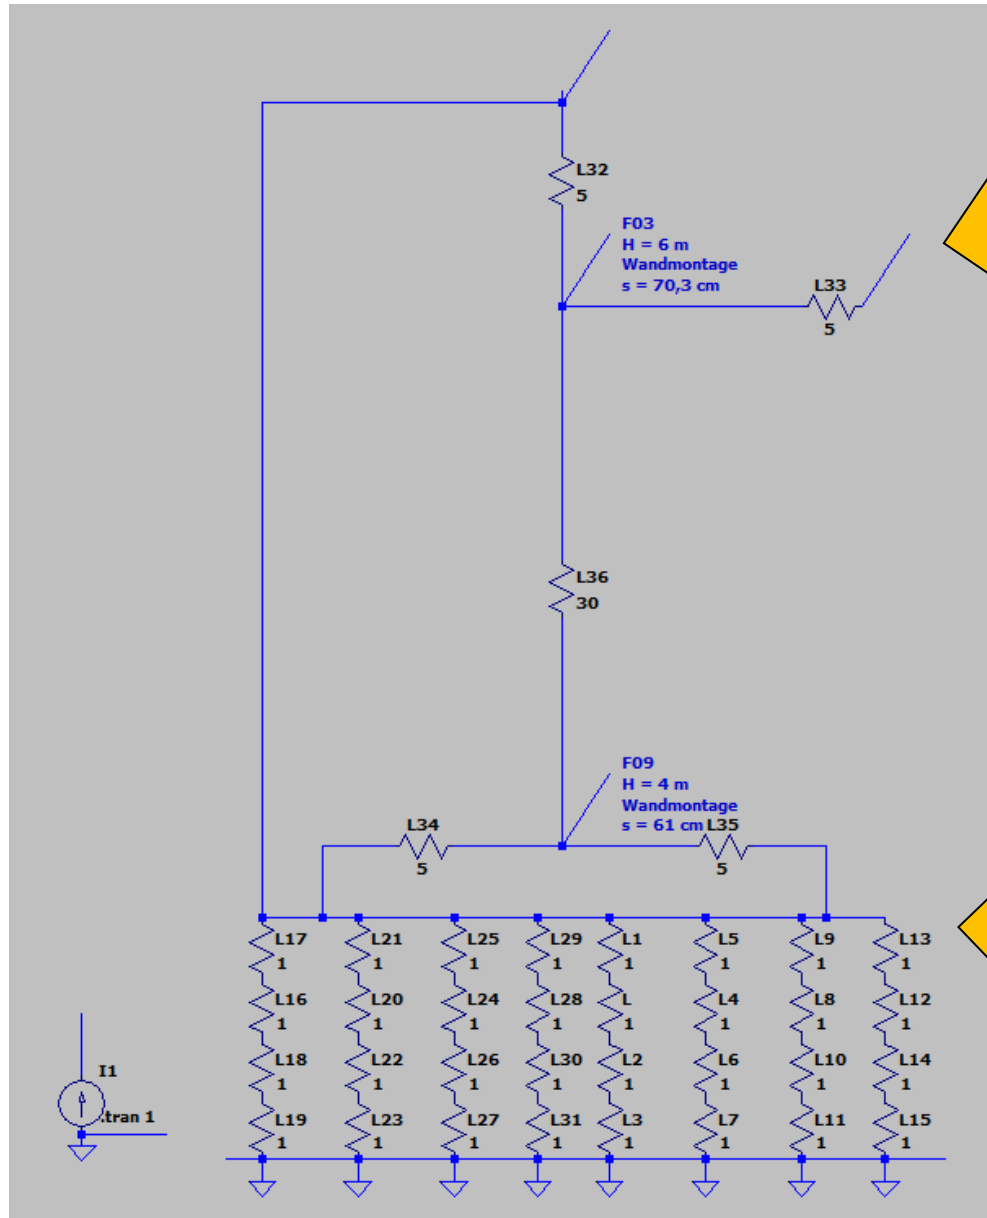 L32
5
F03
H = 6 m
Wandmontage
s = 70,3 cm
L33
5
L36
30
F09
H = 4 m
Wandmontage
s = 61 cm
L34
5
L35
5
L17 L21 L25 L29 L1 L5 L9 L13
1 1 1 1 1 1 1 1
L16 L20 L24 L28 L L4 L8 L12
1 1 1 1 1 1 1 1
L18 L22 L26 L30 L2 L6 L10 L14
1 1 1 1 1 1 1 1
L19 L23 L27 L31 L3 L7 L11 L15
1 1 1 1 1 1 1 1
I1
.tran 1